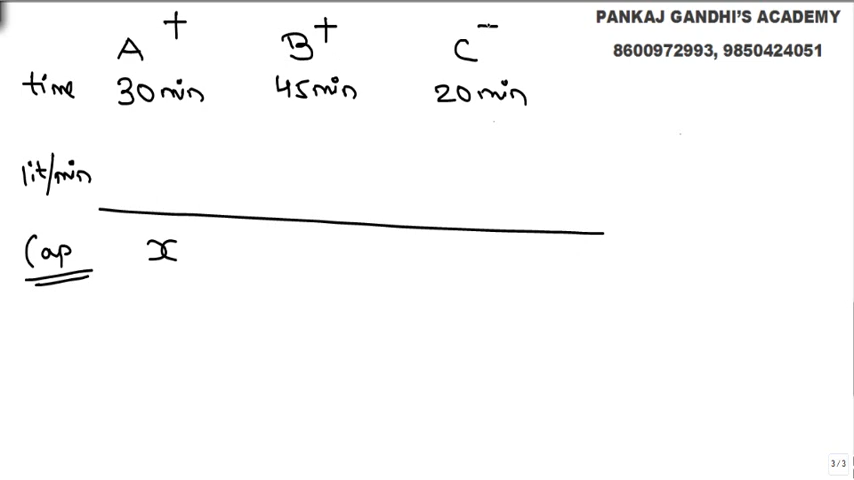 PANKAJ GANDHI'S ACADEMY
8600972993, 9850424051
A+ B+ C-
time 30min 45min 20min
lit/min
Cap x
3/3